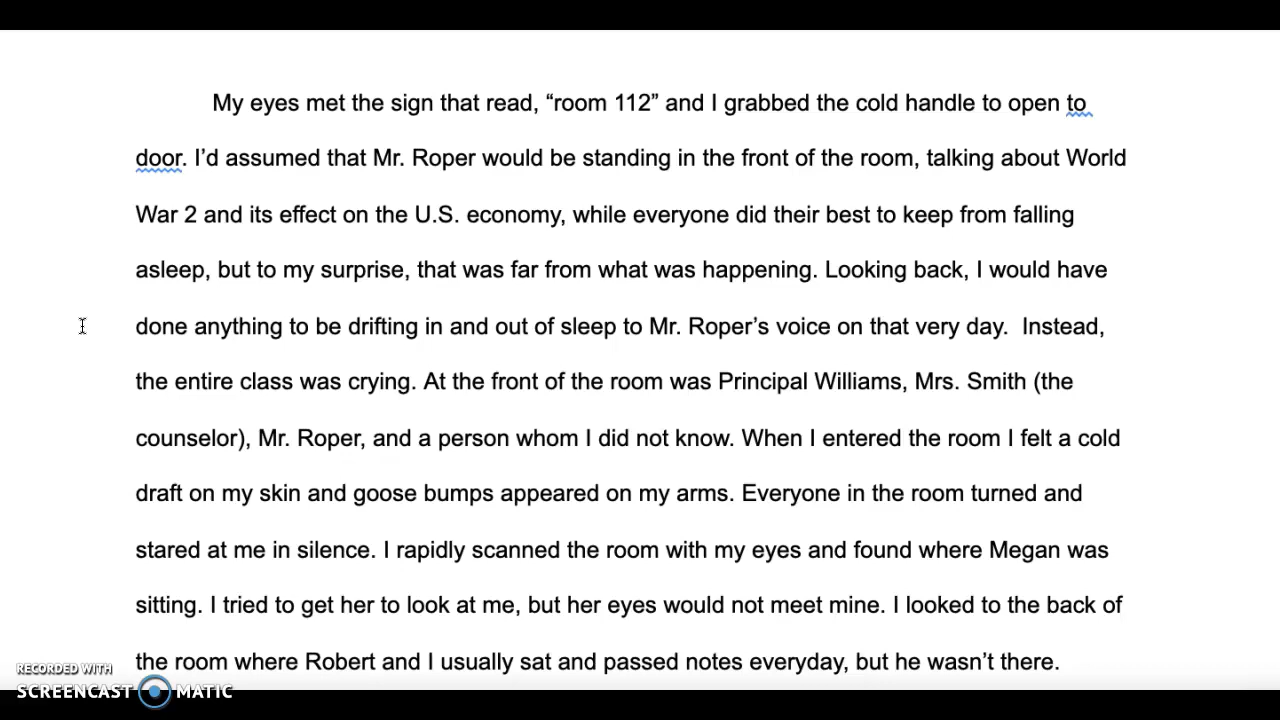 My eyes met the sign that read, “room 112” and I grabbed the cold handle to open to
door. I’d assumed that Mr. Roper would be standing in the front of the room, talking about World
War 2 and its effect on the U.S. economy, while everyone did their best to keep from falling
asleep, but to my surprise, that was far from what was happening. Looking back, I would have
done anything to be drifting in and out of sleep to Mr. Roper’s voice on that very day.  Instead,
the entire class was crying. At the front of the room was Principal Williams, Mrs. Smith (the
counselor), Mr. Roper, and a person whom I did not know. When I entered the room I felt a cold
draft on my skin and goose bumps appeared on my arms. Everyone in the room turned and
stared at me in silence. I rapidly scanned the room with my eyes and found where Megan was
sitting. I tried to get her to look at me, but her eyes would not meet mine. I looked to the back of
the room where Robert and I usually sat and passed notes everyday, but he wasn’t there.
RECORDED WITH
SCREENCAST MATIC